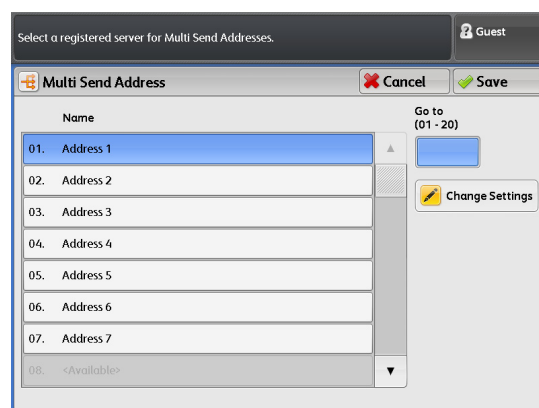 Select a registered server for Multi Send Addresses.
Guest
Multi Send Address
Cancel
Save
Name
Go to
(01 - 20)
01. Address 1
02. Address 2
03. Address 3
04. Address 4
05. Address 5
06. Address 6
07. Address 7
08. <Available>
Change Settings